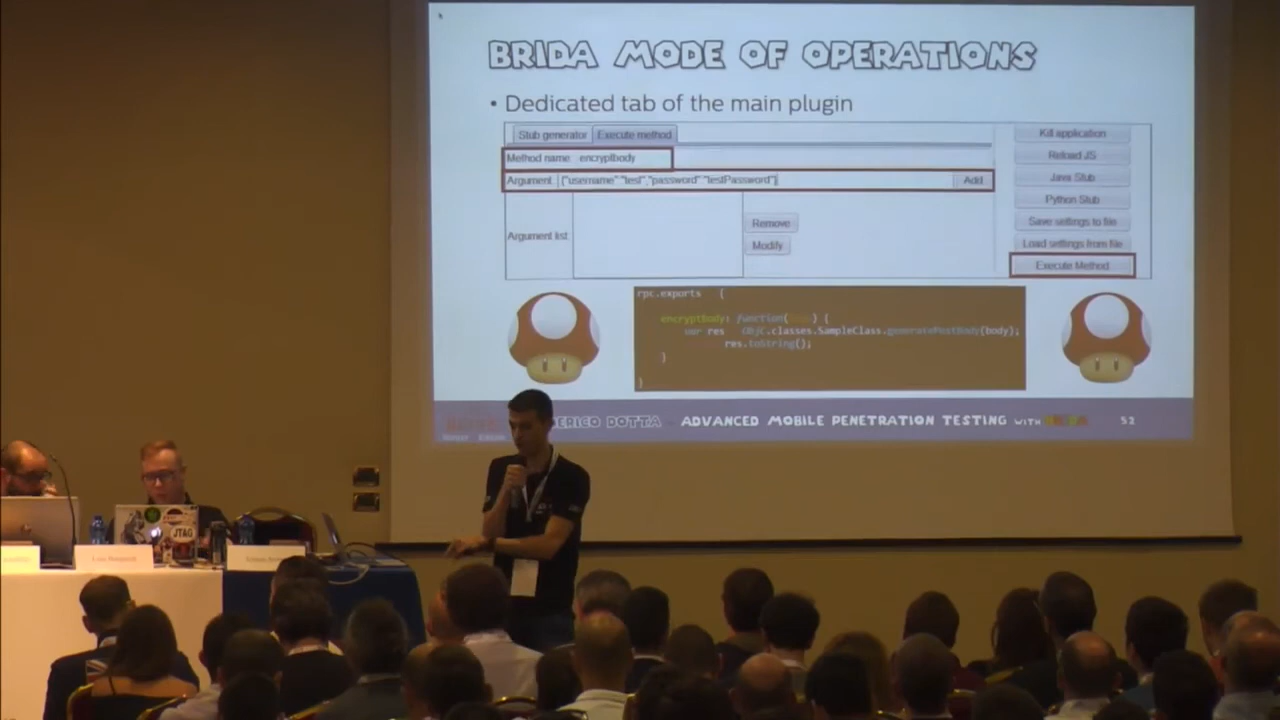 BRIDA MODE OF OPERATIONS
• Dedicated tab of the main plugin
Stub generator Execute method
Method name: encryptbody
Argument: {"username":"test","password":"testPassword"} Add
Argument list:
Remove
Modify
Kill application
Reload JS
Java Stub
Python Stub
Save settings to file
Load settings from file
Execute Method
rpc.exports {
encryptbody: function( ) {
var res ObjC.classes.SampleClass.generatePostBody(body);
res.toString();
}
}
ERICO DOTTA - ADVANCED MOBILE PENETRATION TESTING WITH BRIDA 52
JTAG